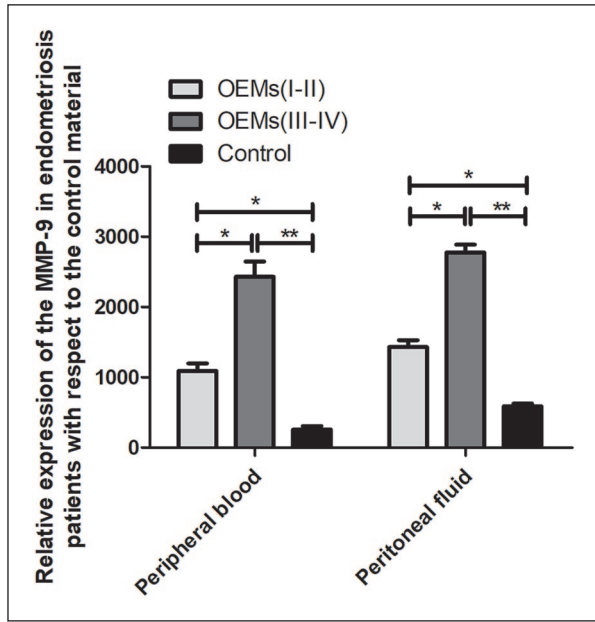 OEMs(I-II)
OEMs(III-IV)
Control
Relative expression of the MMP-9 in endometriosis
patients with respect to the control material
4000
3000
2000
1000
0
*
* **
*
* **
Peripheral blood
Peritoneal fluid